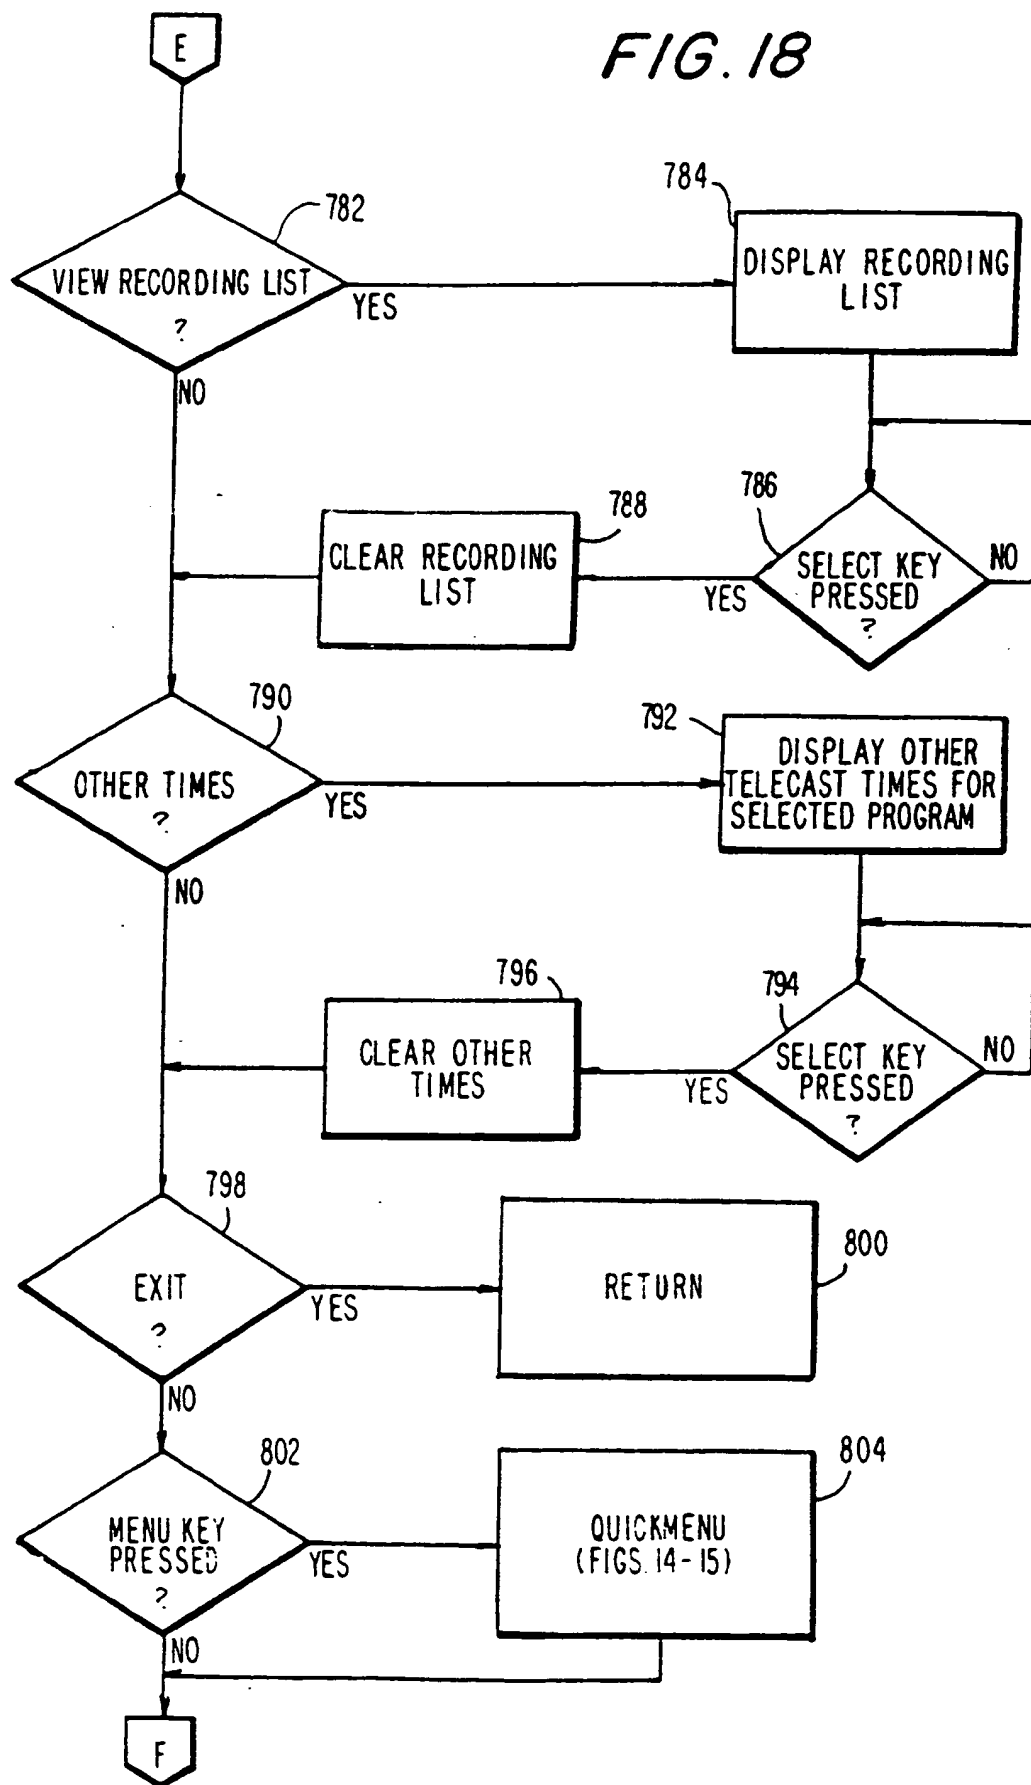 FIG. 18
E
782
VIEW RECORDING LIST
?
YES
NO
784
DISPLAY RECORDING
LIST
786
SELECT KEY
PRESSED
?
NO
YES
788
CLEAR RECORDING
LIST
790
OTHER TIMES
?
YES
NO
792
DISPLAY OTHER
TELECAST TIMES FOR
SELECTED PROGRAM
794
SELECT KEY
PRESSED
?
NO
YES
796
CLEAR OTHER
TIMES
798
EXIT
?
YES
NO
800
RETURN
802
MENU KEY
PRESSED
?
YES
NO
804
QUICKMENU
(FIGS. 14-15)
F